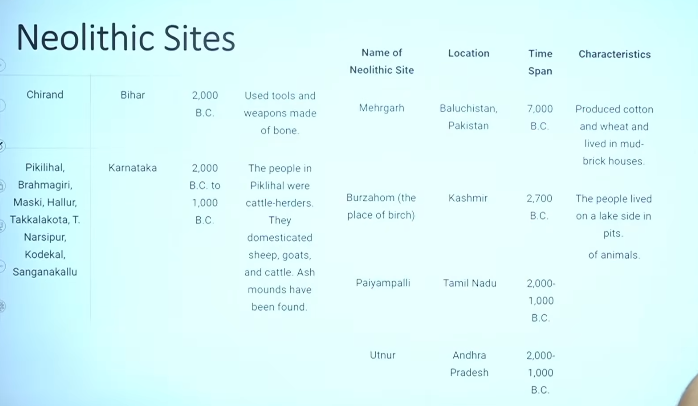 Neolithic Sites
Chirand
Bihar
2,000
B.C.
Used tools and
weapons made
of bone.
Pikilihal,
Brahmagiri,
Maski, Hallur,
Takkalakota, T.
Narsipur,
Kodekal,
Sanganakallu
Karnataka
2,000
B.C. to
1,000
B.C.
The people in
Piklihal were
cattle-herders.
They
domesticated
sheep, goats,
and cattle. Ash
mounds have
been found.
Name of
Neolithic Site
Location
Time
Span
Characteristics
Mehrgarh
Baluchistan,
Pakistan
7,000
B.C.
Produced cotton
and wheat and
lived in mud-
brick houses.
Burzahom (the
place of birch)
Kashmir
2,700
B.C.
The people lived
on a lake side in
pits.
of animals.
Paiyampalli
Tamil Nadu
2,000-
1,000
B.C.
Utnur
Andhra
Pradesh
2,000-
1,000
B.C.